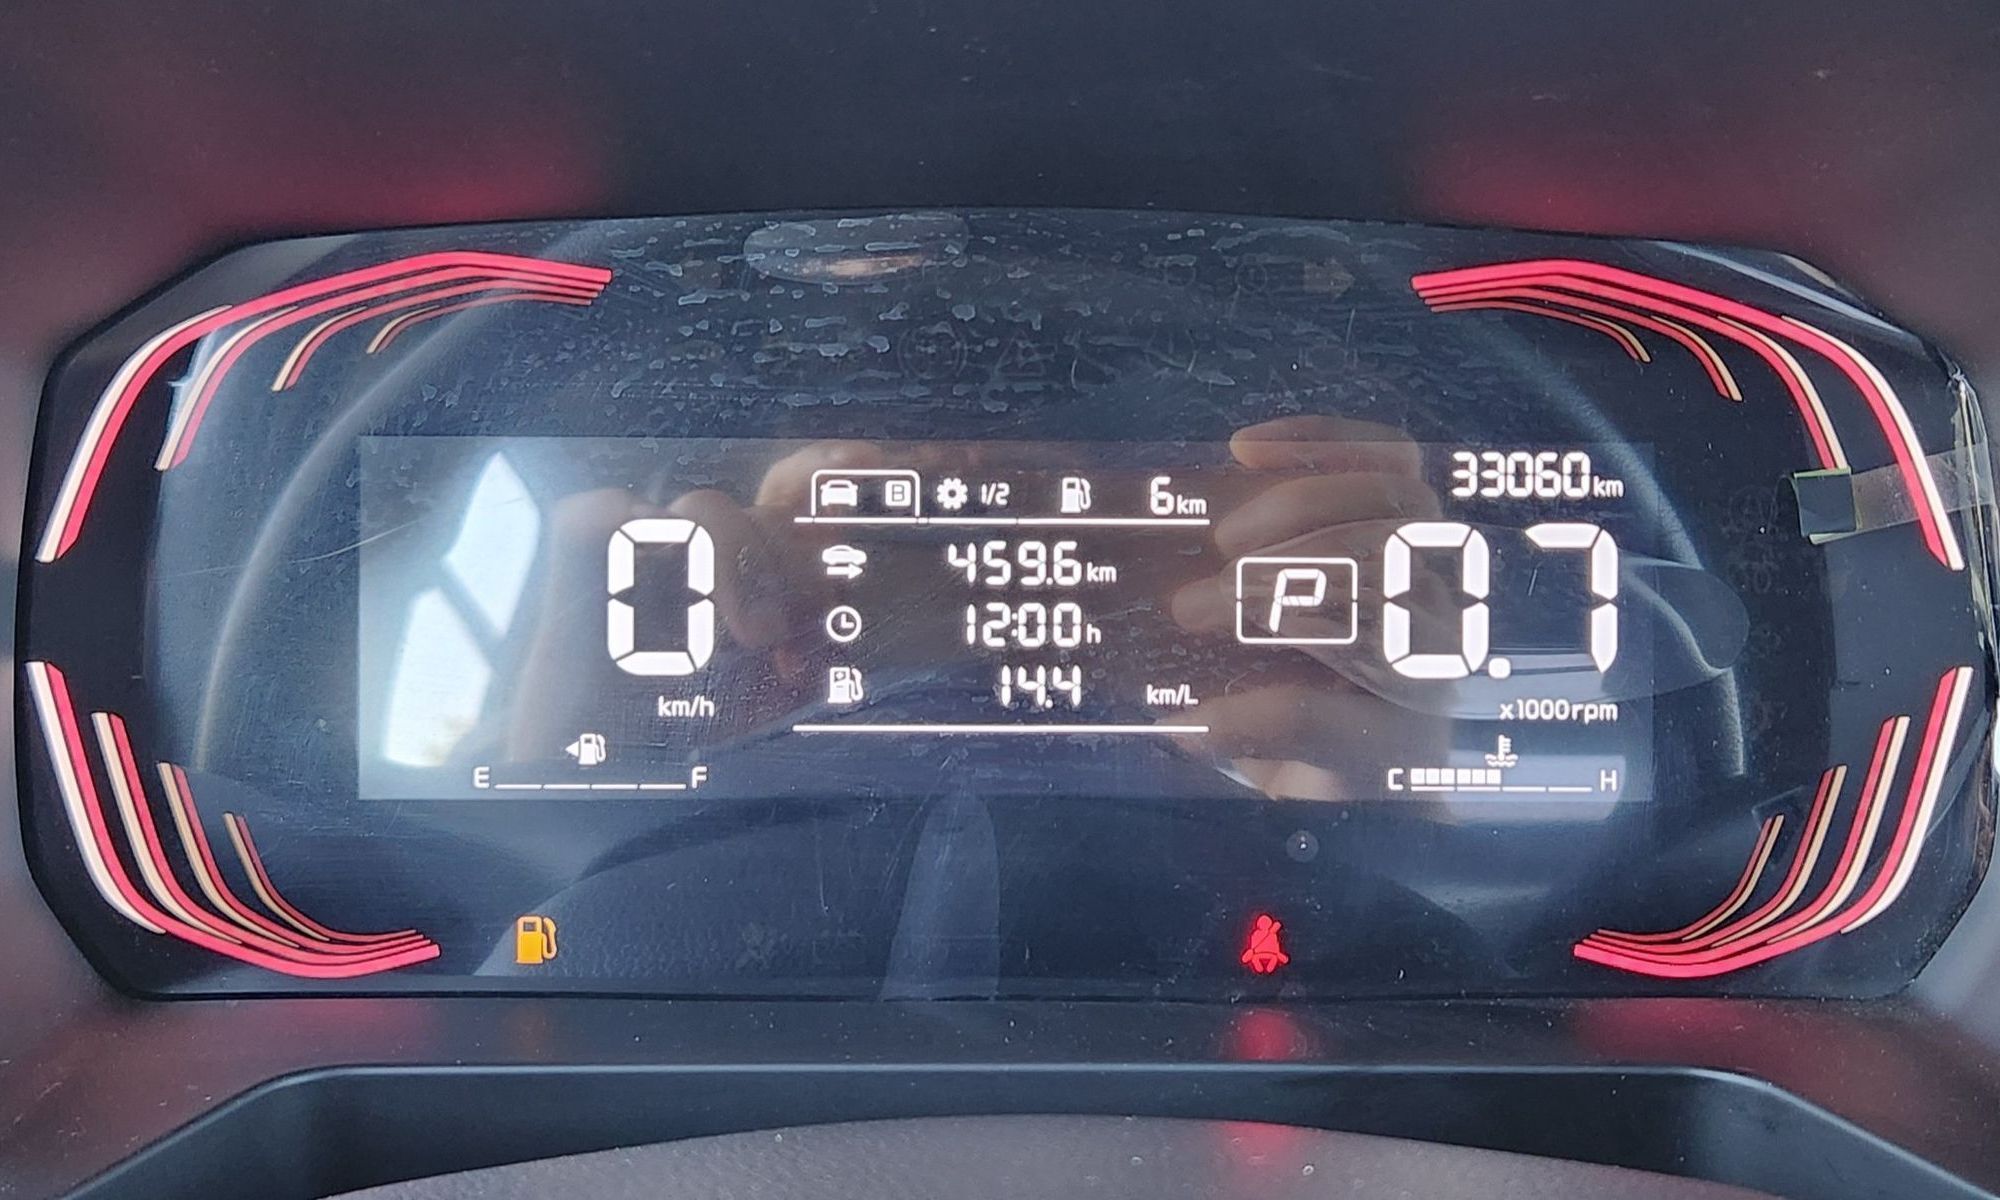 B 1/2 6km
33060km
0
km/h
459.6km
12:00h
14.4 km/L
P
0.7
x1000rpm
E F
C H